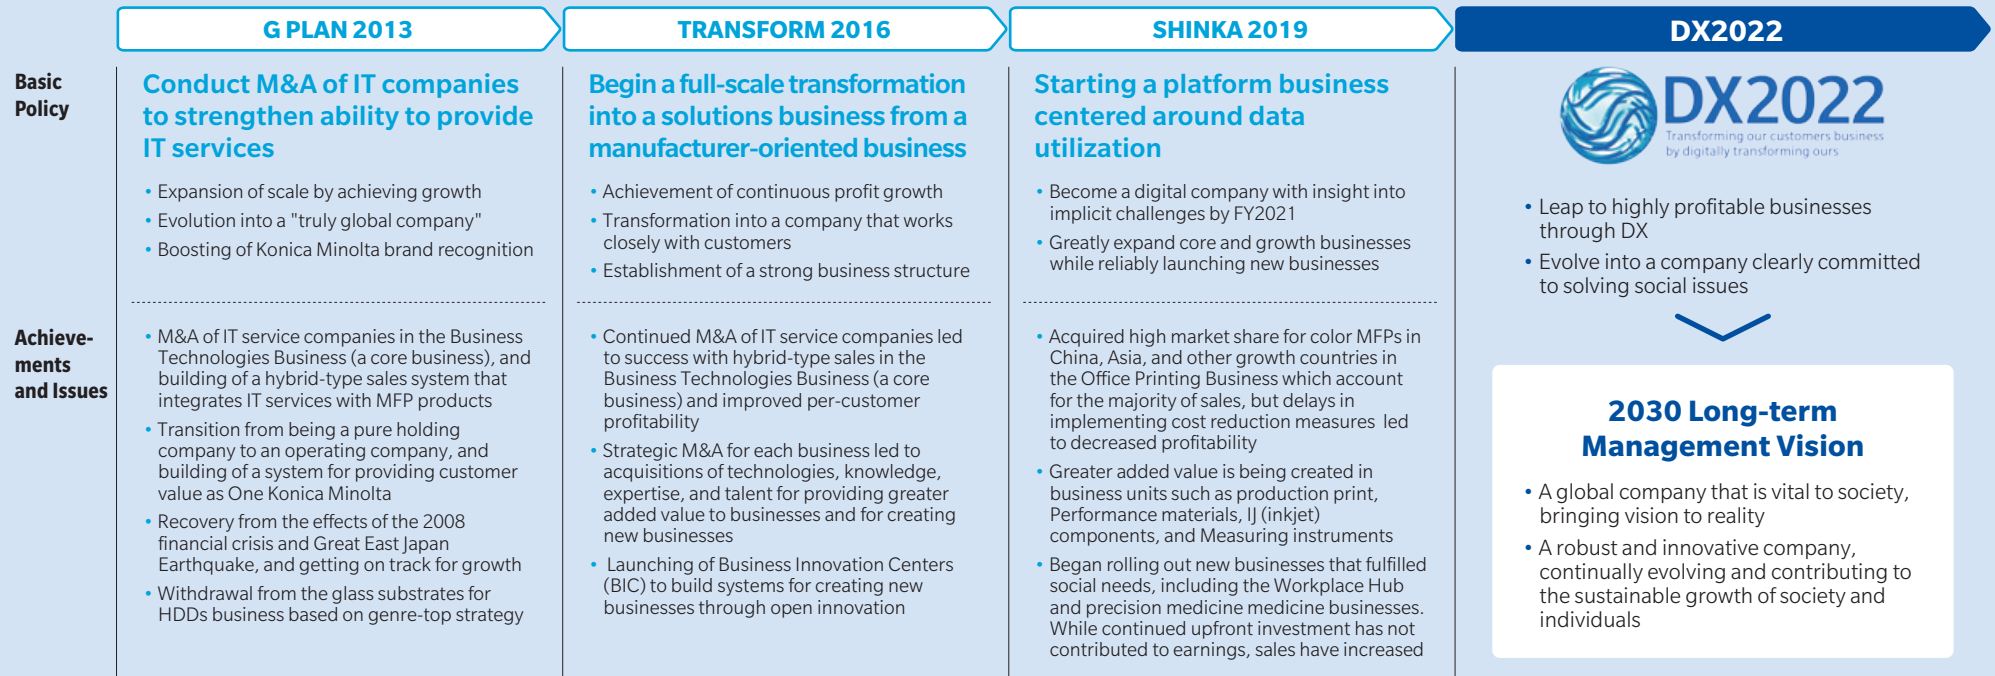 G PLAN 2013
TRANSFORM 2016
SHINKA 2019
DX2022
Basic
Policy
Conduct M&A of IT companies
to strengthen ability to provide
IT services
• Expansion of scale by achieving growth
• Evolution into a "truly global company"
• Boosting of Konica Minolta brand recognition
Begin a full-scale transformation
into a solutions business from a
manufacturer-oriented business
• Achievement of continuous profit growth
• Transformation into a company that works
closely with customers
• Establishment of a strong business structure
Starting a platform business
centered around data
utilization
• Become a digital company with insight into
implicit challenges by FY2021
• Greatly expand core and growth businesses
while reliably launching new businesses
DX2022
Transforming our customers business
by digitally transforming ours
• Leap to highly profitable businesses
through DX
• Evolve into a company clearly committed
to solving social issues
Achieve-
ments
and Issues
• M&A of IT service companies in the Business
Technologies Business (a core business), and
building of a hybrid-type sales system that
integrates IT services with MFP products
• Transition from being a pure holding
company to an operating company, and
building of a system for providing customer
value as One Konica Minolta
• Recovery from the effects of the 2008
financial crisis and Great East Japan
Earthquake, and getting on track for growth
• Withdrawal from the glass substrates for
HDDs business based on genre-top strategy
• Continued M&A of IT service companies led
to success with hybrid-type sales in the
Business Technologies Business (a core
business) and improved per-customer
profitability
• Strategic M&A for each business led to
acquisitions of technologies, knowledge,
expertise, and talent for providing greater
added value to businesses and for creating
new businesses
• Launching of Business Innovation Centers
(BIC) to build systems for creating new
businesses through open innovation
• Acquired high market share for color MFPs in
China, Asia, and other growth countries in
the Office Printing Business which account
for the majority of sales, but delays in
implementing cost reduction measures led
to decreased profitability
• Greater added value is being created in
business units such as production print,
Performance materials, IJ (inkjet)
components, and Measuring instruments
• Began rolling out new businesses that fulfilled
social needs, including the Workplace Hub
and precision medicine medicine businesses.
While continued upfront investment has not
contributed to earnings, sales have increased
2030 Long-term
Management Vision
• A global company that is vital to society,
bringing vision to reality
• A robust and innovative company,
continually evolving and contributing to
the sustainable growth of society and
individuals